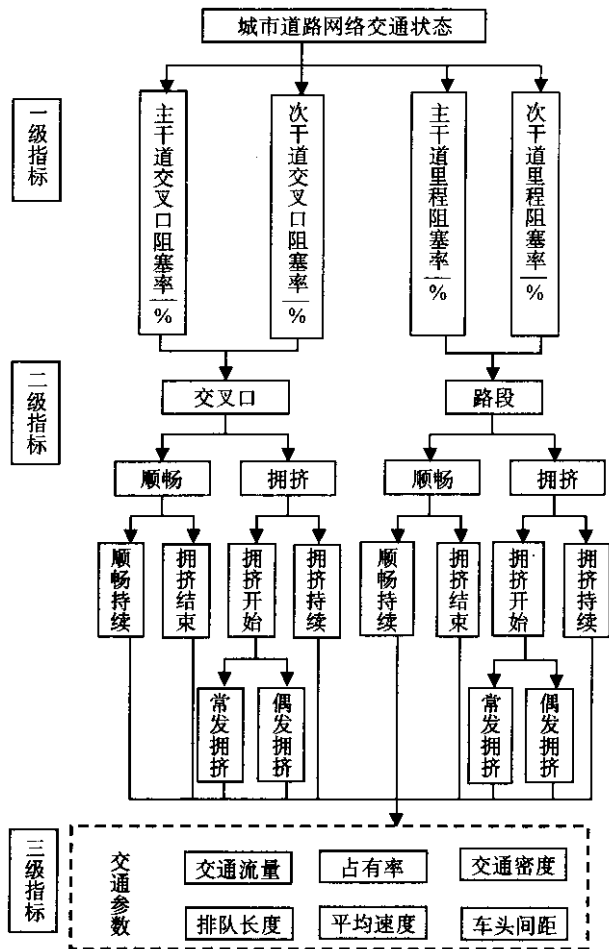 城市道路网络交通状态
一级指标
主干道交叉口阻塞率/%
次干道交叉口阻塞率/%
主干道里程阻塞率/%
次干道里程阻塞率/%
二级指标
交叉口
路段
顺畅
拥挤
顺畅
拥挤
顺畅持续
拥挤结束
拥挤开始
拥挤持续
顺畅持续
拥挤结束
拥挤开始
拥挤持续
常发拥挤
偶发拥挤
常发拥挤
偶发拥挤
三级指标
交通参数
交通流量
占有率
交通密度
排队长度
平均速度
车头间距